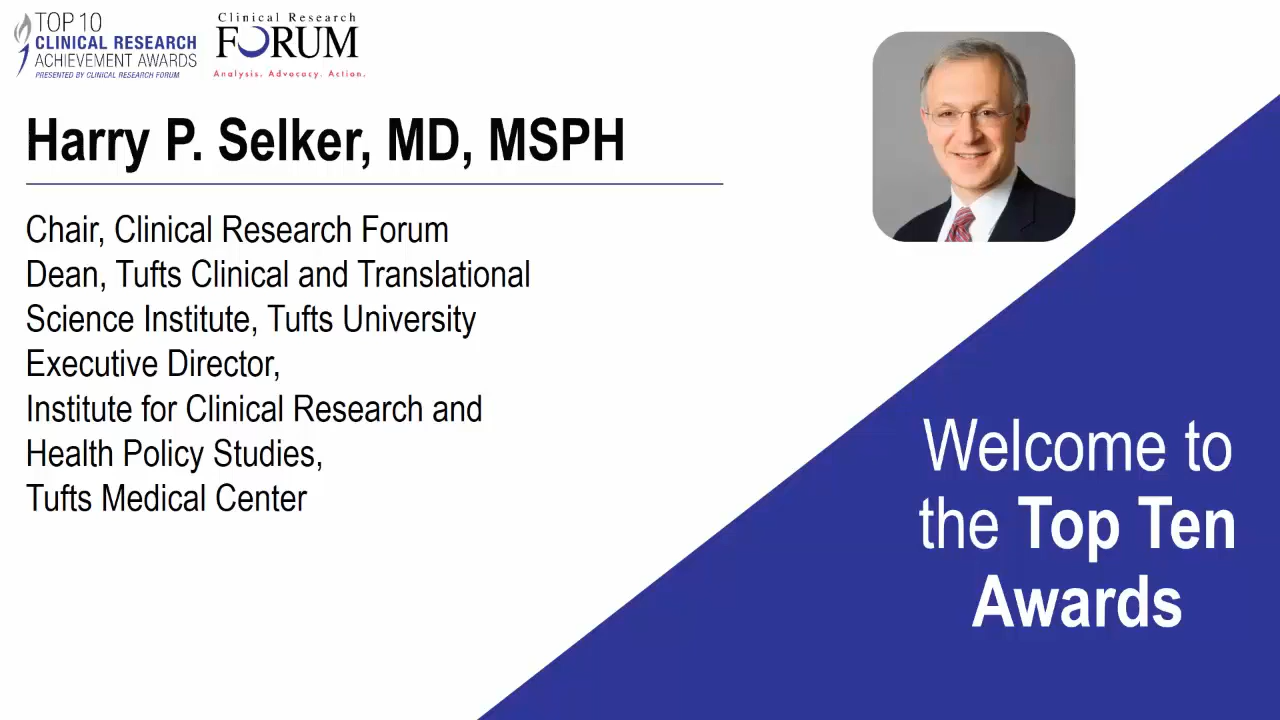 TOP 10
CLINICAL RESEARCH
ACHIEVEMENT AWARDS
PRESENTED BY CLINICAL RESEARCH FORUM
Clinical Research
FORUM
Analysis. Advocacy. Action.
Harry P. Selker, MD, MSPH
Chair, Clinical Research Forum
Dean, Tufts Clinical and Translational
Science Institute, Tufts University
Executive Director,
Institute for Clinical Research and
Health Policy Studies,
Tufts Medical Center
Welcome to
the Top Ten
Awards